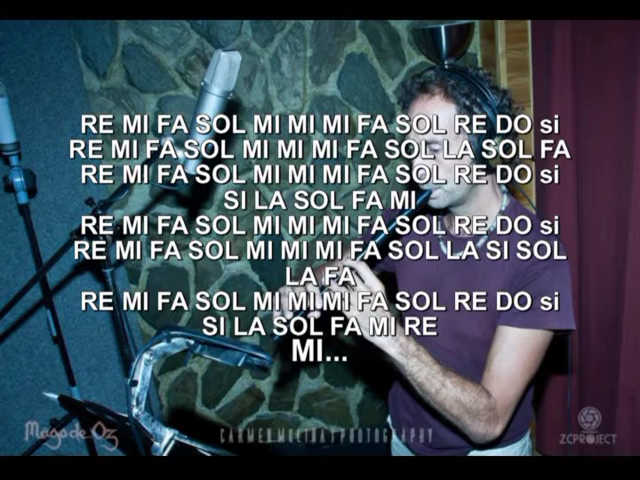 RE MI FA SOL MI MI MI FA SOL RE DO si
RE MI FA SOL MI MI MI FA SOL LA SOL FA
RE MI FA SOL MI MI MI FA SOL RE DO si
SI LA SOL FA MI
RE MI FA SOL MI MI MI FA SOL RE DO si
RE MI FA SOL MI MI MI FA SOL LA SI SOL
LA FA
RE MI FA SOL MI MI MI FA SOL RE DO si
SI LA SOL FA MI RE
MI...
Mago de Oz
CARMEN MOLINA PHOTOGRAPHY
ZCPROJECT